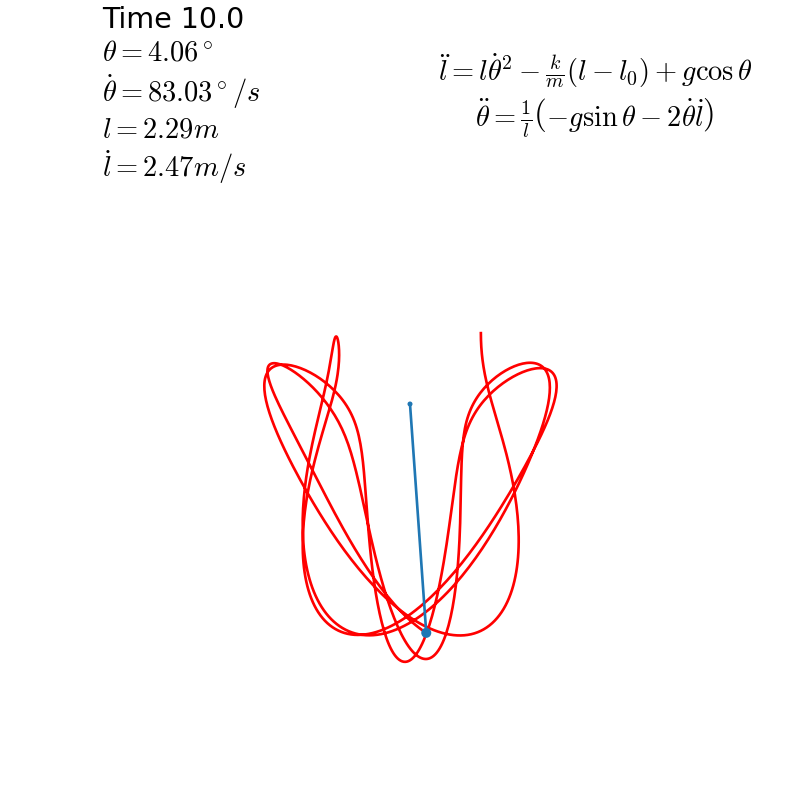 Time 10.0
θ = 4.06°
θ̇ = 83.03°/s
l = 2.29m
l̇ = 2.47m/s
l̈ = lθ̇² − k/m(l − l₀) + g cos θ
θ̈ = 1/l(−g sin θ − 2θ̇l̇)